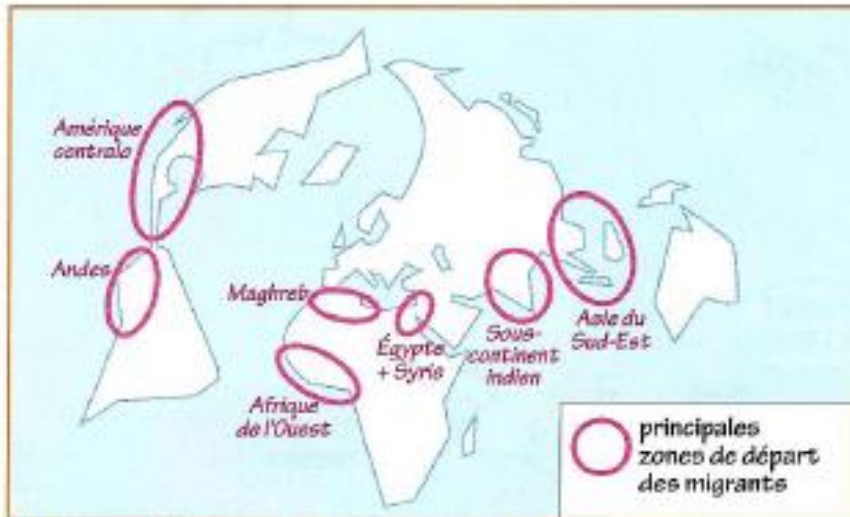 Amérique
centrale
Andes
Maghreb
Afrique
de l'Ouest
Égypte
+ Syrie
Sous-
continent
indien
Asie du
Sud-Est
principales
zones de départ
des migrants